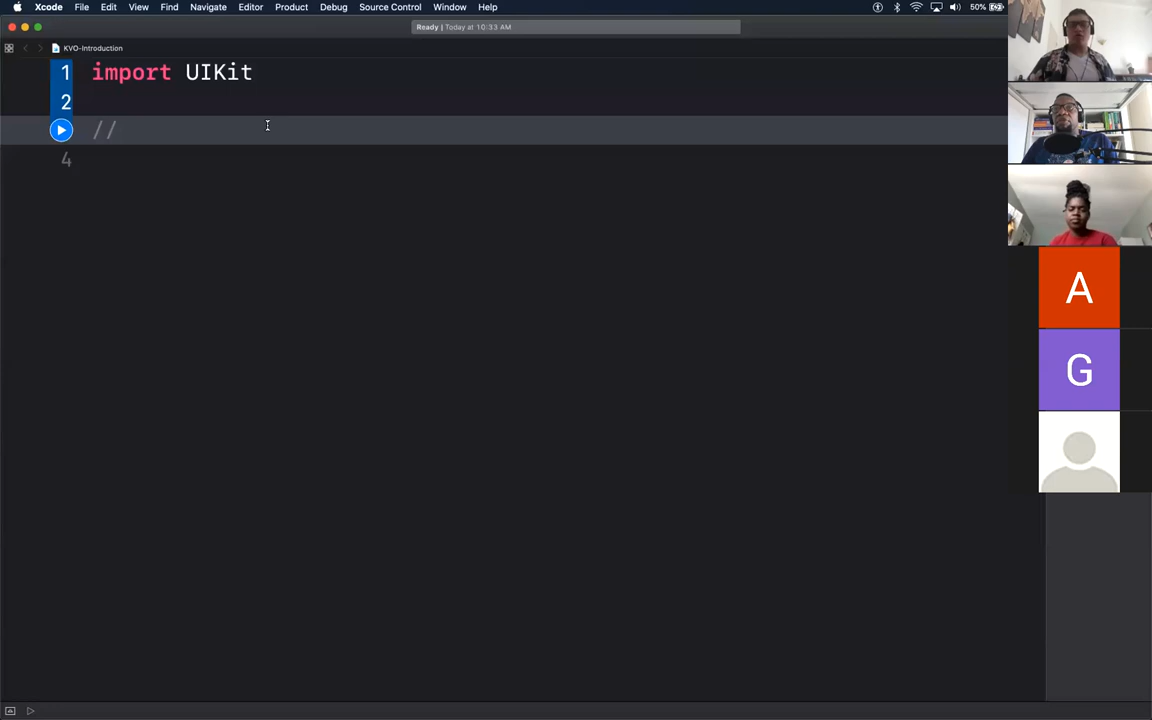 Xcode File Edit View Find Navigate Editor Product Debug Source Control Window Help 50%
Ready | Today at 10:33 AM
KVO-Introduction
1 import UIKit
2
//
4
A
G